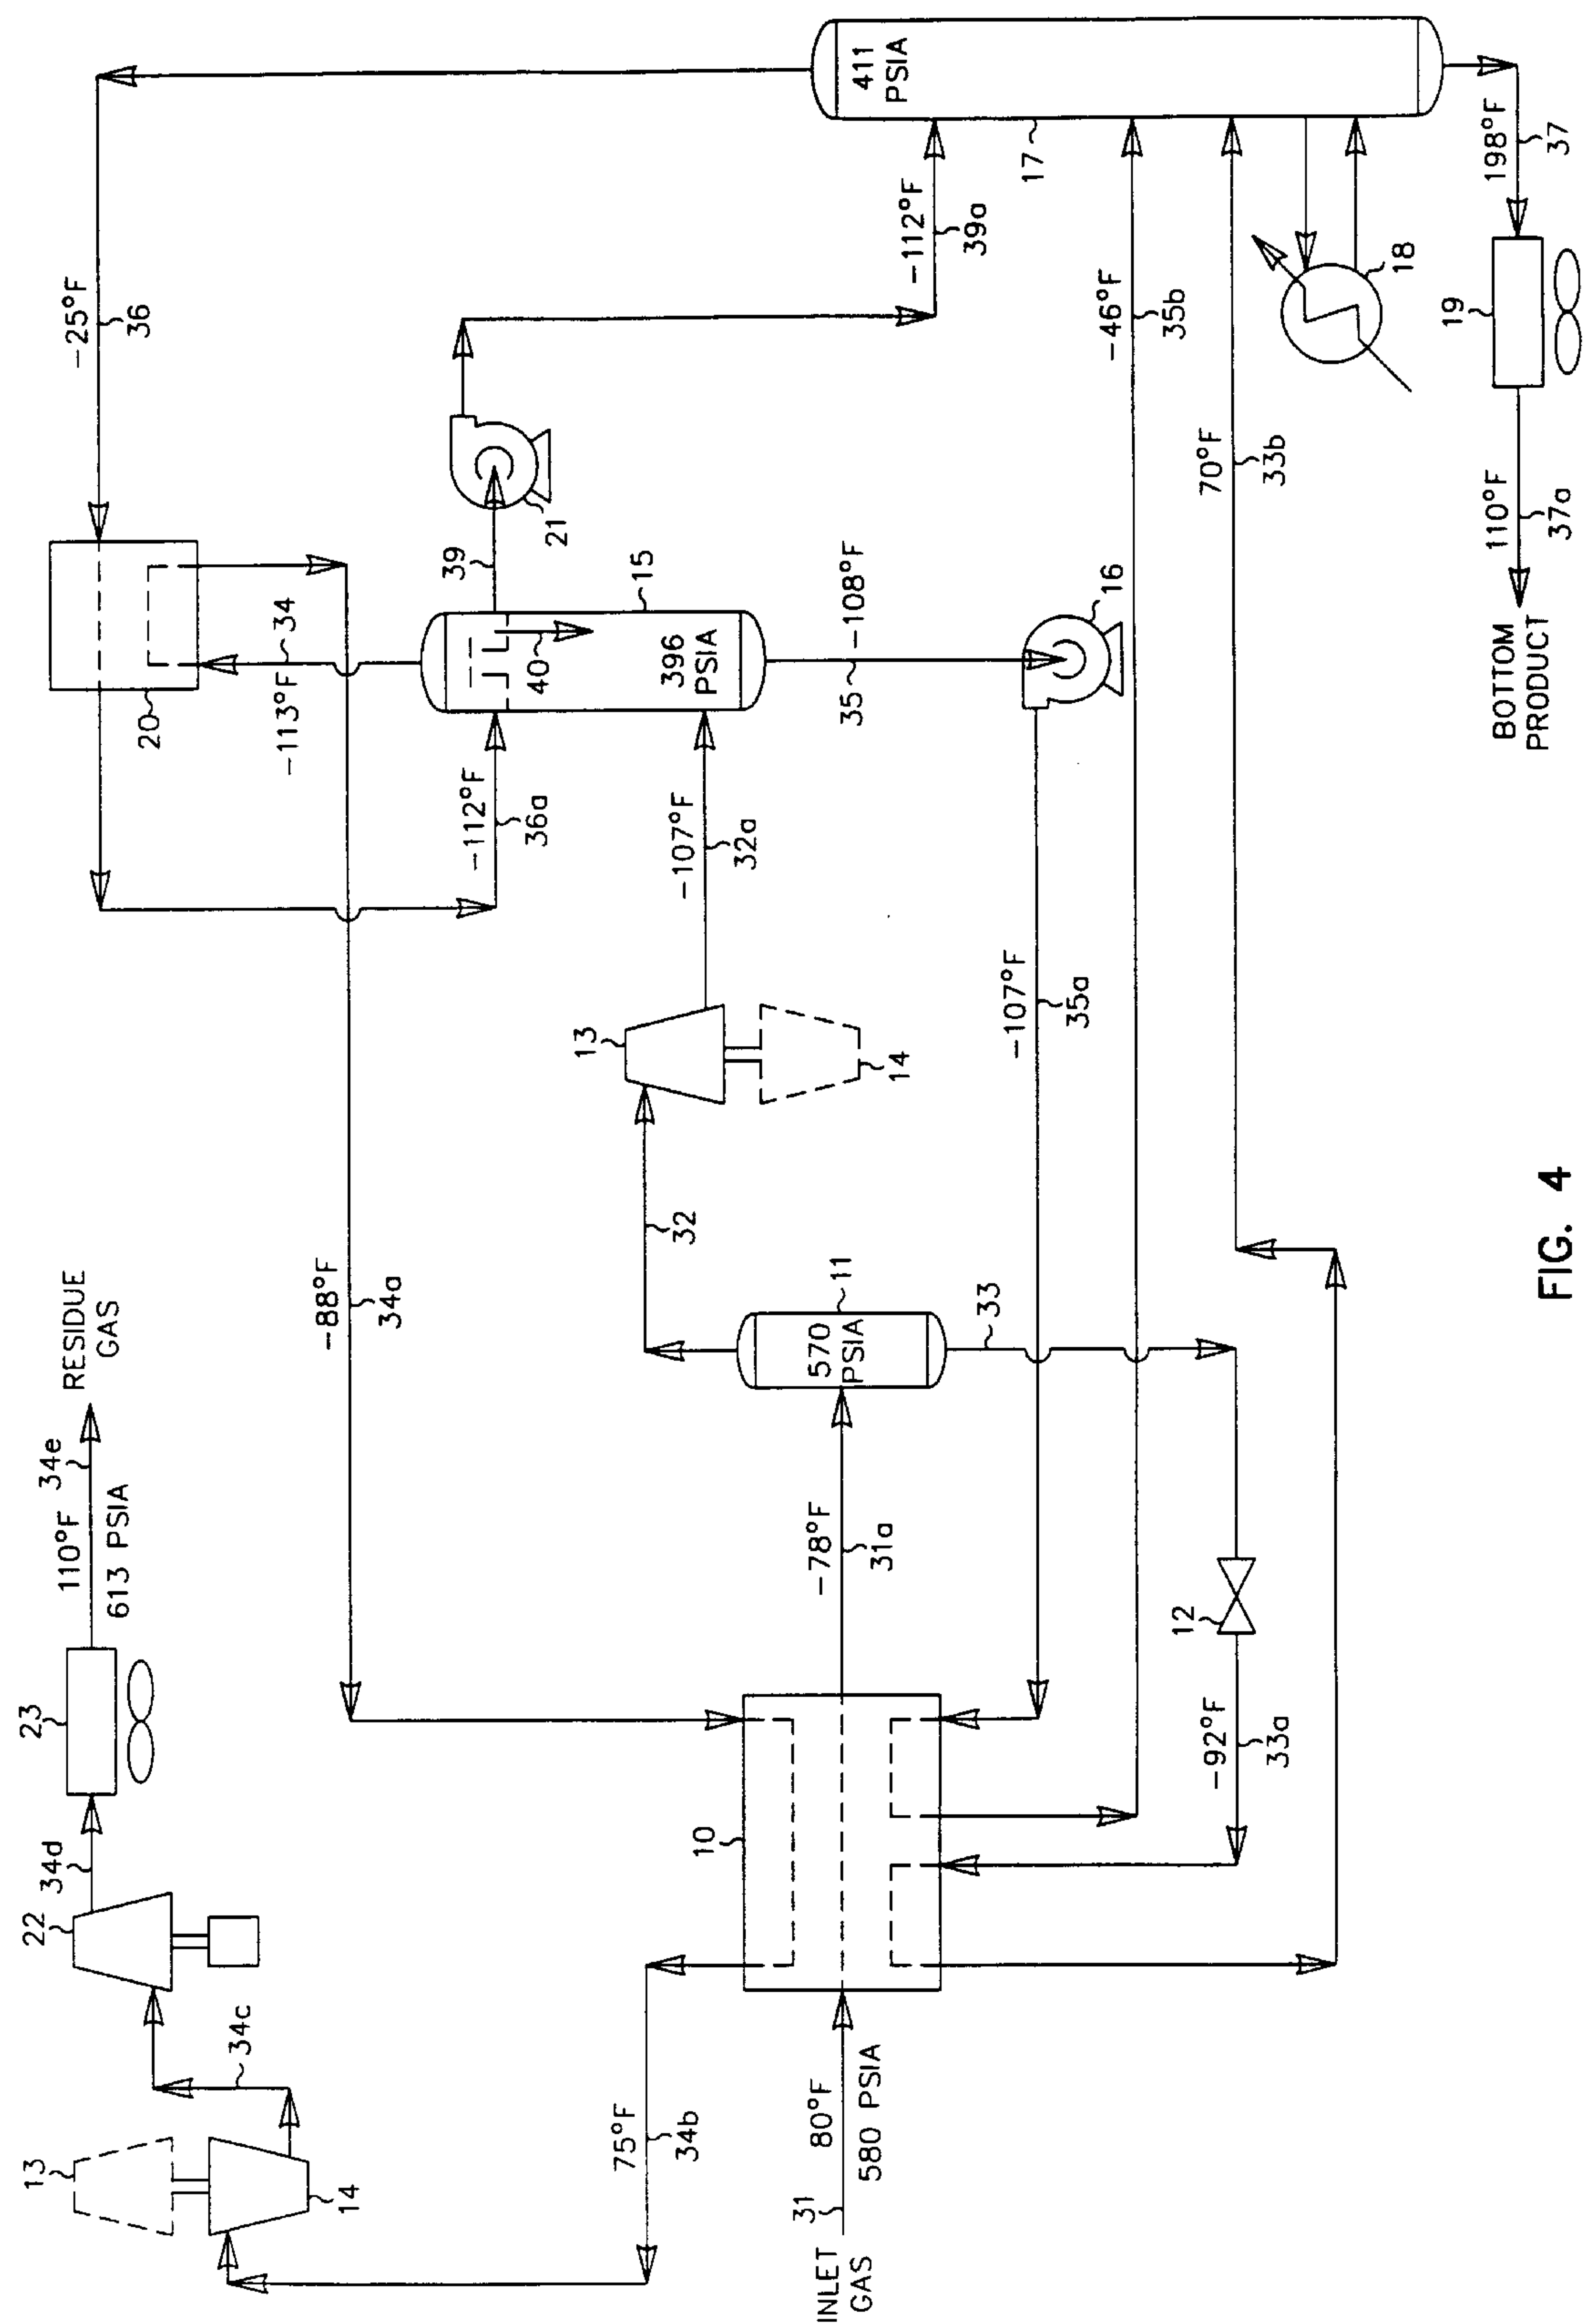 13
14
34c
22
34d
23
110°F
34e
613 PSIA
RESIDUE
GAS
75°F
34b
INLET
GAS
31
80°F
580 PSIA
10
-88°F
34a
-78°F
31a
570
PSIA
11
32
33
12
-92°F
33a
13
14
-107°F
32a
-107°F
35a
20
-25°F
36
-113°F
34
-112°F
36a
396
PSIA
15
40
39
21
35
-108°F
16
-112°F
39a
-46°F
35b
70°F
33b
17
411
PSIA
18
198°F
37
19
110°F
37a
BOTTOM
PRODUCT
FIG. 4